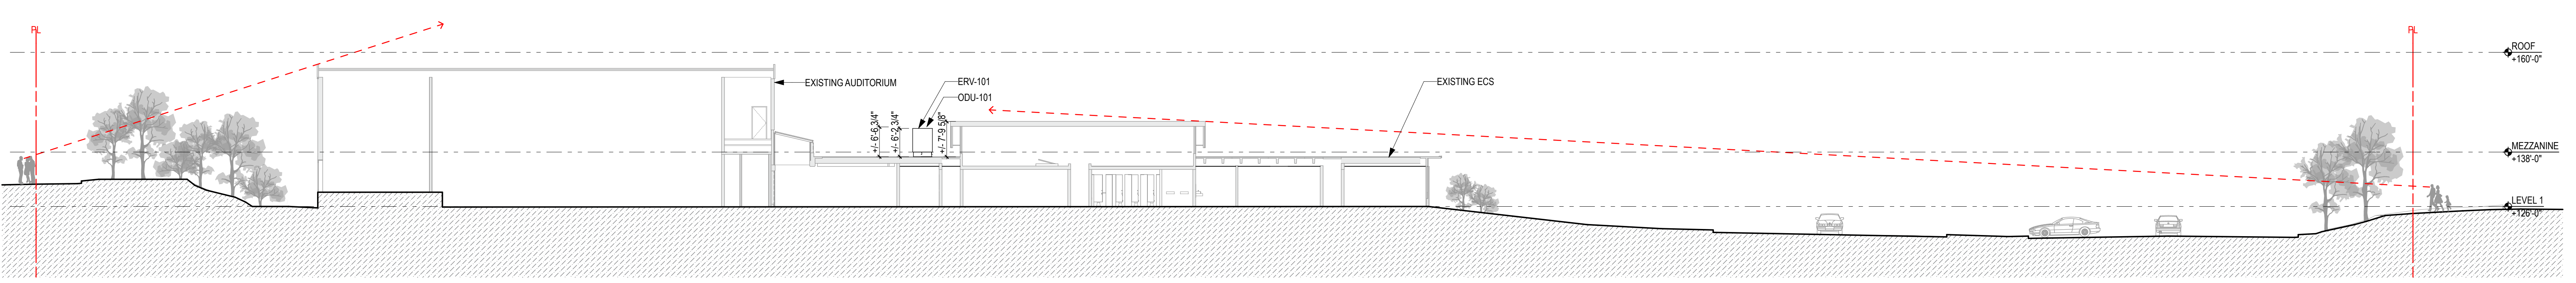 PL
PL
ROOF
+160'-0"
EXISTING AUDITORIUM
ERV-101
ODU-101
EXISTING ECS
+/- 6'-6 3/4"
+/- 6'-2 3/4"
+/- 7'-9 5/8"
MEZZANINE
+138'-0"
LEVEL 1
+126'-0"